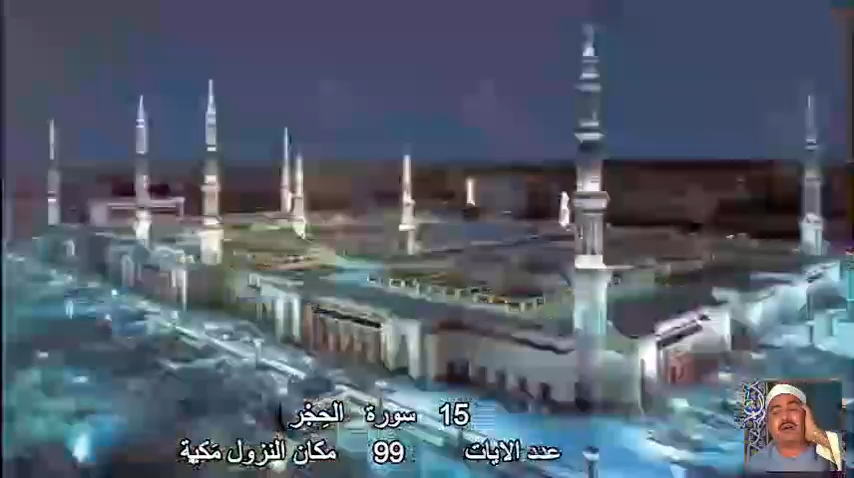 15 سورة الحِجْر
عدد الايات 99 مكان النزول مَكية